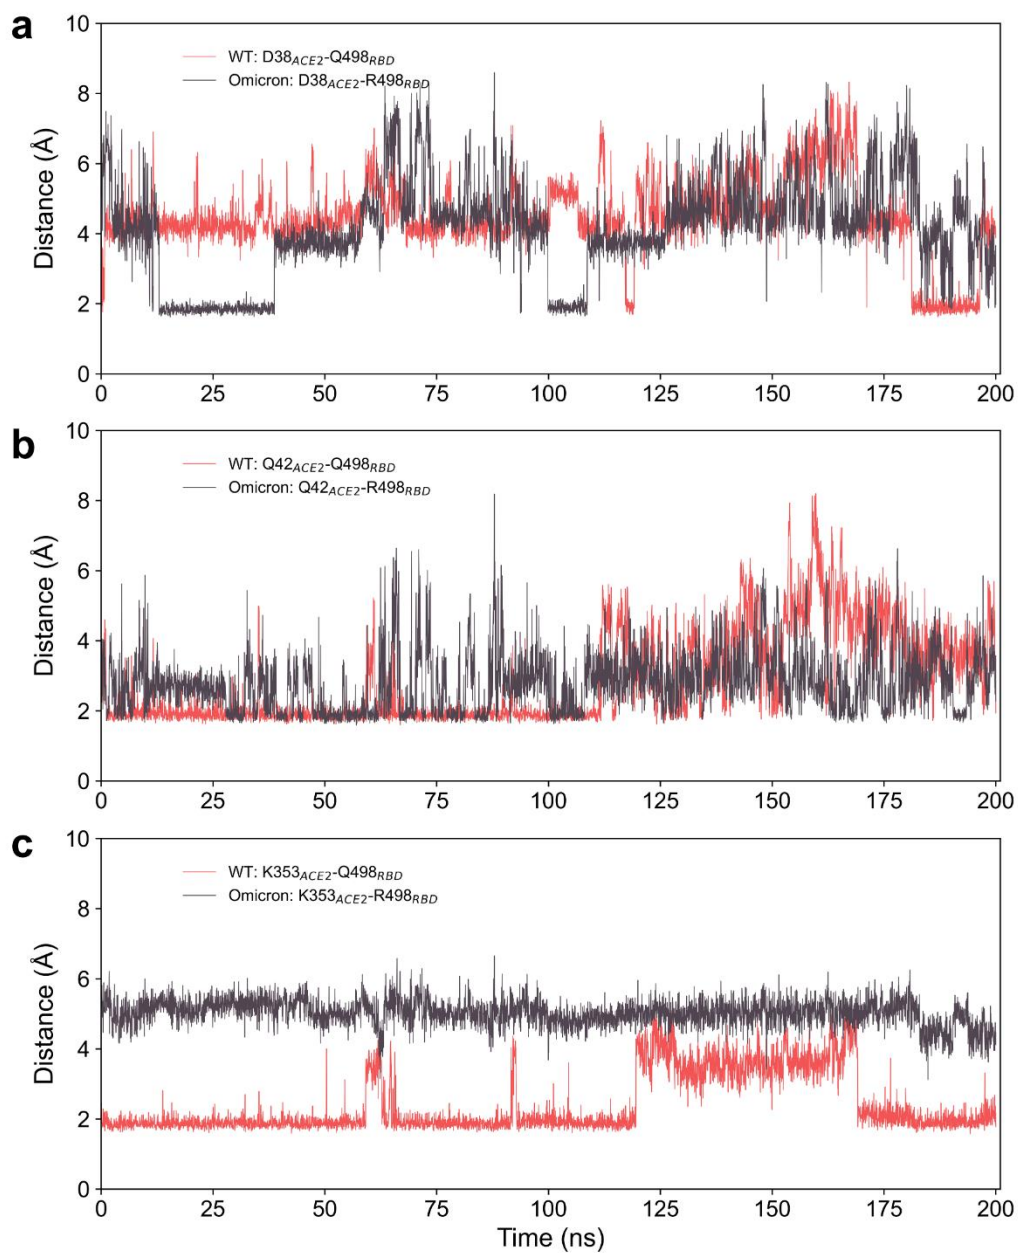 a
10
8
6
4
2
0
Distance (Å)
WT: D38ACE2-Q498RBD
Omicron: D38ACE2-R498RBD
0 25 50 75 100 125 150 175 200
b
10
8
6
4
2
0
Distance (Å)
WT: Q42ACE2-Q498RBD
Omicron: Q42ACE2-R498RBD
0 25 50 75 100 125 150 175 200
c
10
8
6
4
2
0
Distance (Å)
WT: K353ACE2-Q498RBD
Omicron: K353ACE2-R498RBD
0 25 50 75 100 125 150 175 200
Time (ns)